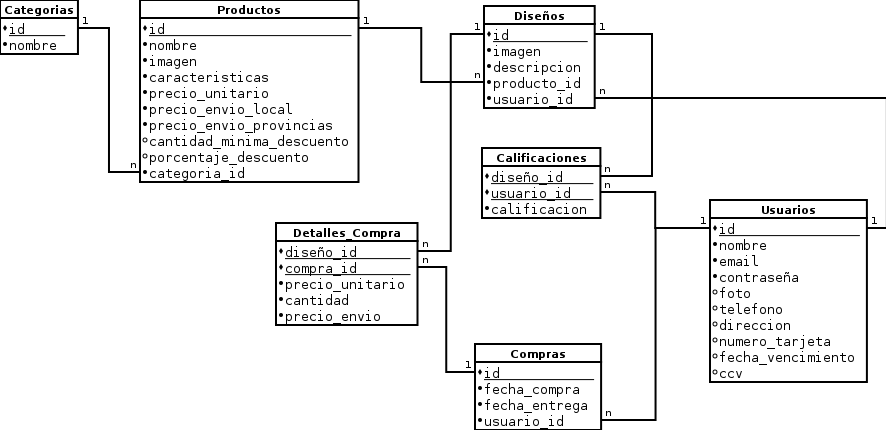 Categorias
id
nombre
1
n
Productos
id
nombre
imagen
caracteristicas
precio_unitario
precio_envio_local
precio_envio_provincias
cantidad_minima_descuento
porcentaje_descuento
categoria_id
1
n
Diseños
id
imagen
descripcion
producto_id
usuario_id
1
1
n
Calificaciones
diseño_id
usuario_id
calificacion
n
n
Detalles_Compra
diseño_id
compra_id
precio_unitario
cantidad
precio_envio
n
n
Usuarios
id
nombre
email
contraseña
foto
telefono
direccion
numero_tarjeta
fecha_vencimiento
ccv
1
1
Compras
id
fecha_compra
fecha_entrega
usuario_id
1
n